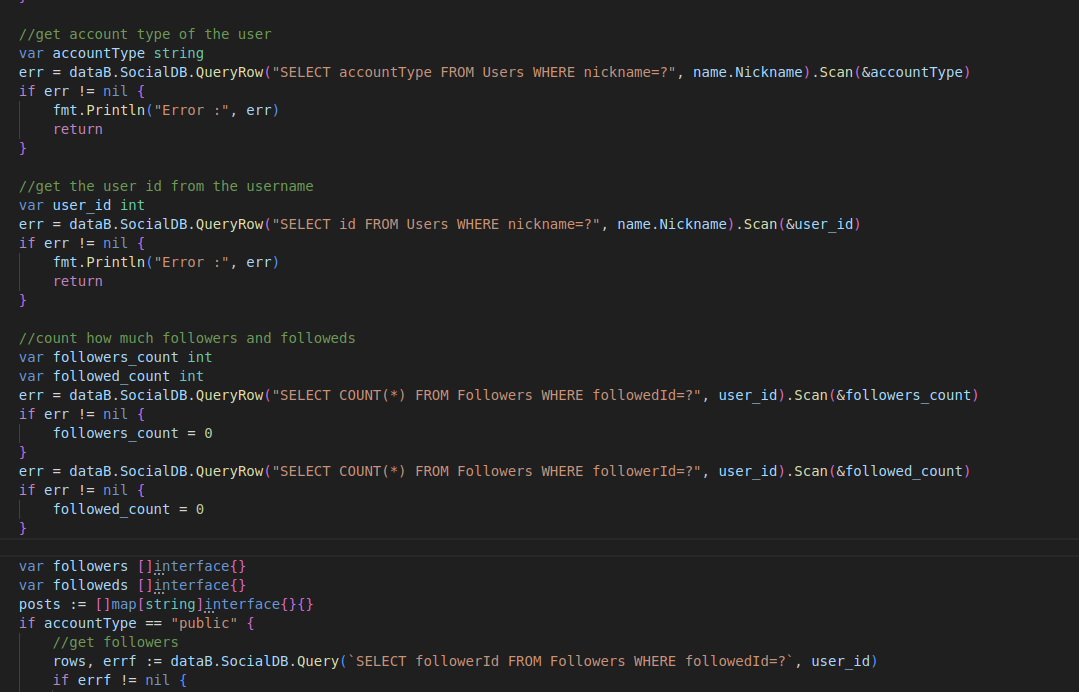 }
//get account type of the user
var accountType string
err = dataB.SocialDB.QueryRow("SELECT accountType FROM Users WHERE nickname=?", name.Nickname).Scan(&accountType)
if err != nil {
    fmt.Println("Error :", err)
    return
}
//get the user id from the username
var user_id int
err = dataB.SocialDB.QueryRow("SELECT id FROM Users WHERE nickname=?", name.Nickname).Scan(&user_id)
if err != nil {
    fmt.Println("Error :", err)
    return
}
//count how much followers and followeds
var followers_count int
var followed_count int
err = dataB.SocialDB.QueryRow("SELECT COUNT(*) FROM Followers WHERE followedId=?", user_id).Scan(&followers_count)
if err != nil {
    followers_count = 0
}
err = dataB.SocialDB.QueryRow("SELECT COUNT(*) FROM Followers WHERE followerId=?", user_id).Scan(&followed_count)
if err != nil {
    followed_count = 0
}
var followers []interface{}
var followeds []interface{}
posts := []map[string]interface{}{}
if accountType == "public" {
    //get followers
    rows, errf := dataB.SocialDB.Query(`SELECT followerId FROM Followers WHERE followedId=?`, user_id)
    if errf != nil {